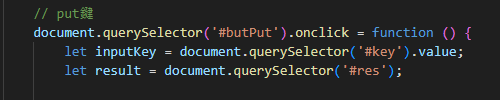 // put鍵
document.querySelector('#butPut').onclick = function () {
let inputKey = document.querySelector('#key').value;
let result = document.querySelector('#res');